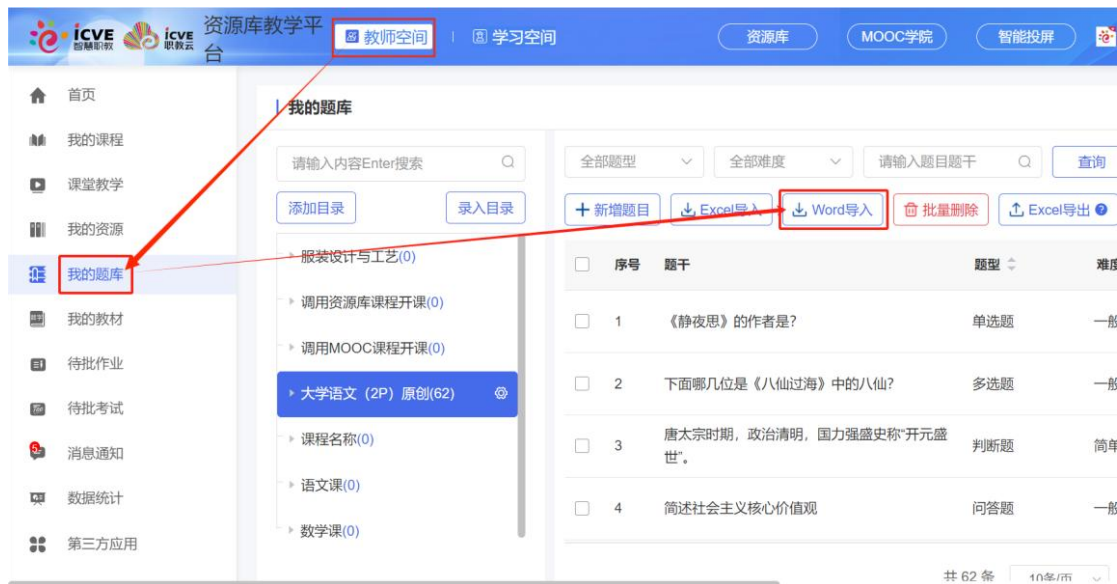 icve 智慧职教 icve 职教云 资源库教学平台
教师空间 学习空间 资源库 MOOC学院 智能投屏
首页
我的课程
课堂教学
我的资源
我的题库
我的教材
待批作业
待批考试
5
消息通知
数据统计
第三方应用
我的题库
请输入内容Enter搜索
添加目录 录入目录
服装设计与工艺(0)
调用资源库课程开课(0)
调用MOOC课程开课(0)
大学语文（2P）原创(62)
课程名称(0)
语文课(0)
数学课(0)
全部题型 全部难度 请输入题目题干 查询
新增题目 Excel导入 Word导入 批量删除 Excel导出
序号 题干 题型 难度
1 《静夜思》的作者是? 单选题 一般
2 下面哪几位是《八仙过海》中的八仙? 多选题 一般
3 唐太宗时期，政治清明，国力强盛史称“开元盛
世”。 判断题 简单
4 简述社会主义核心价值观 问答题 一般
共 62 条 10条/页